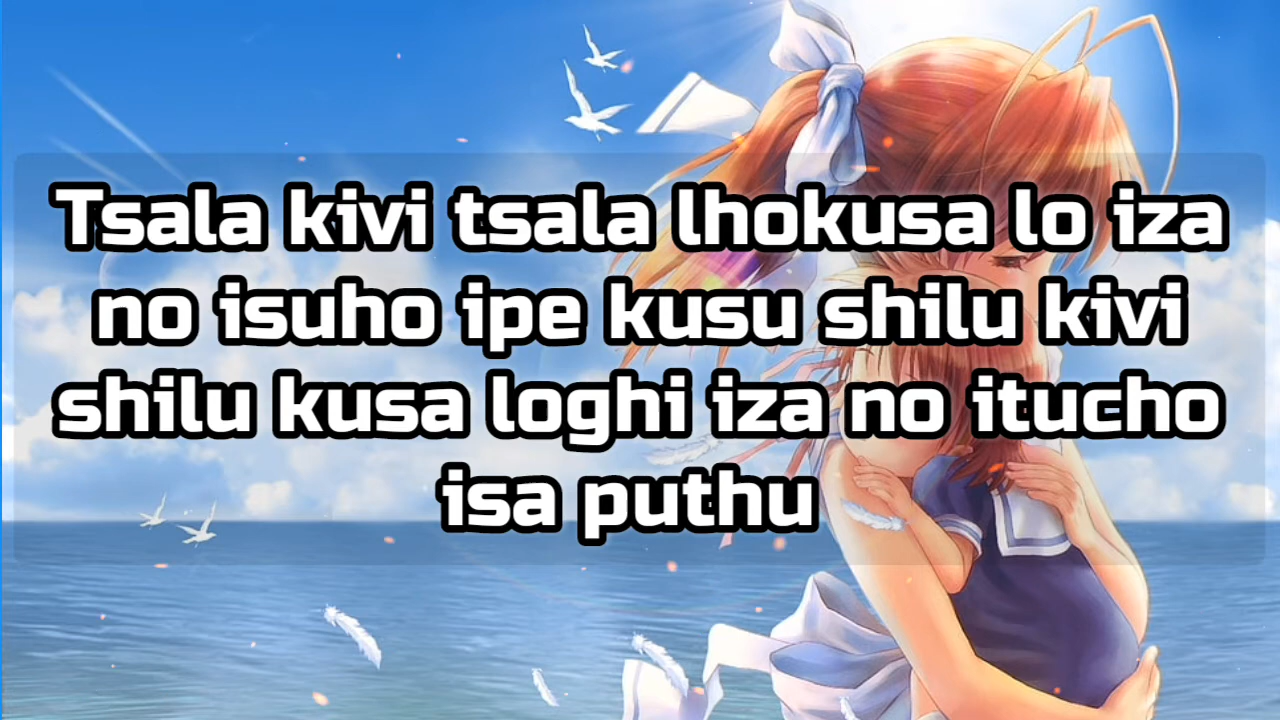 Tsala kivi tsala lhokusa lo iza
no isuho ipe kusu shilu kivi
shilu kusa loghi iza no itucho
isa puthu